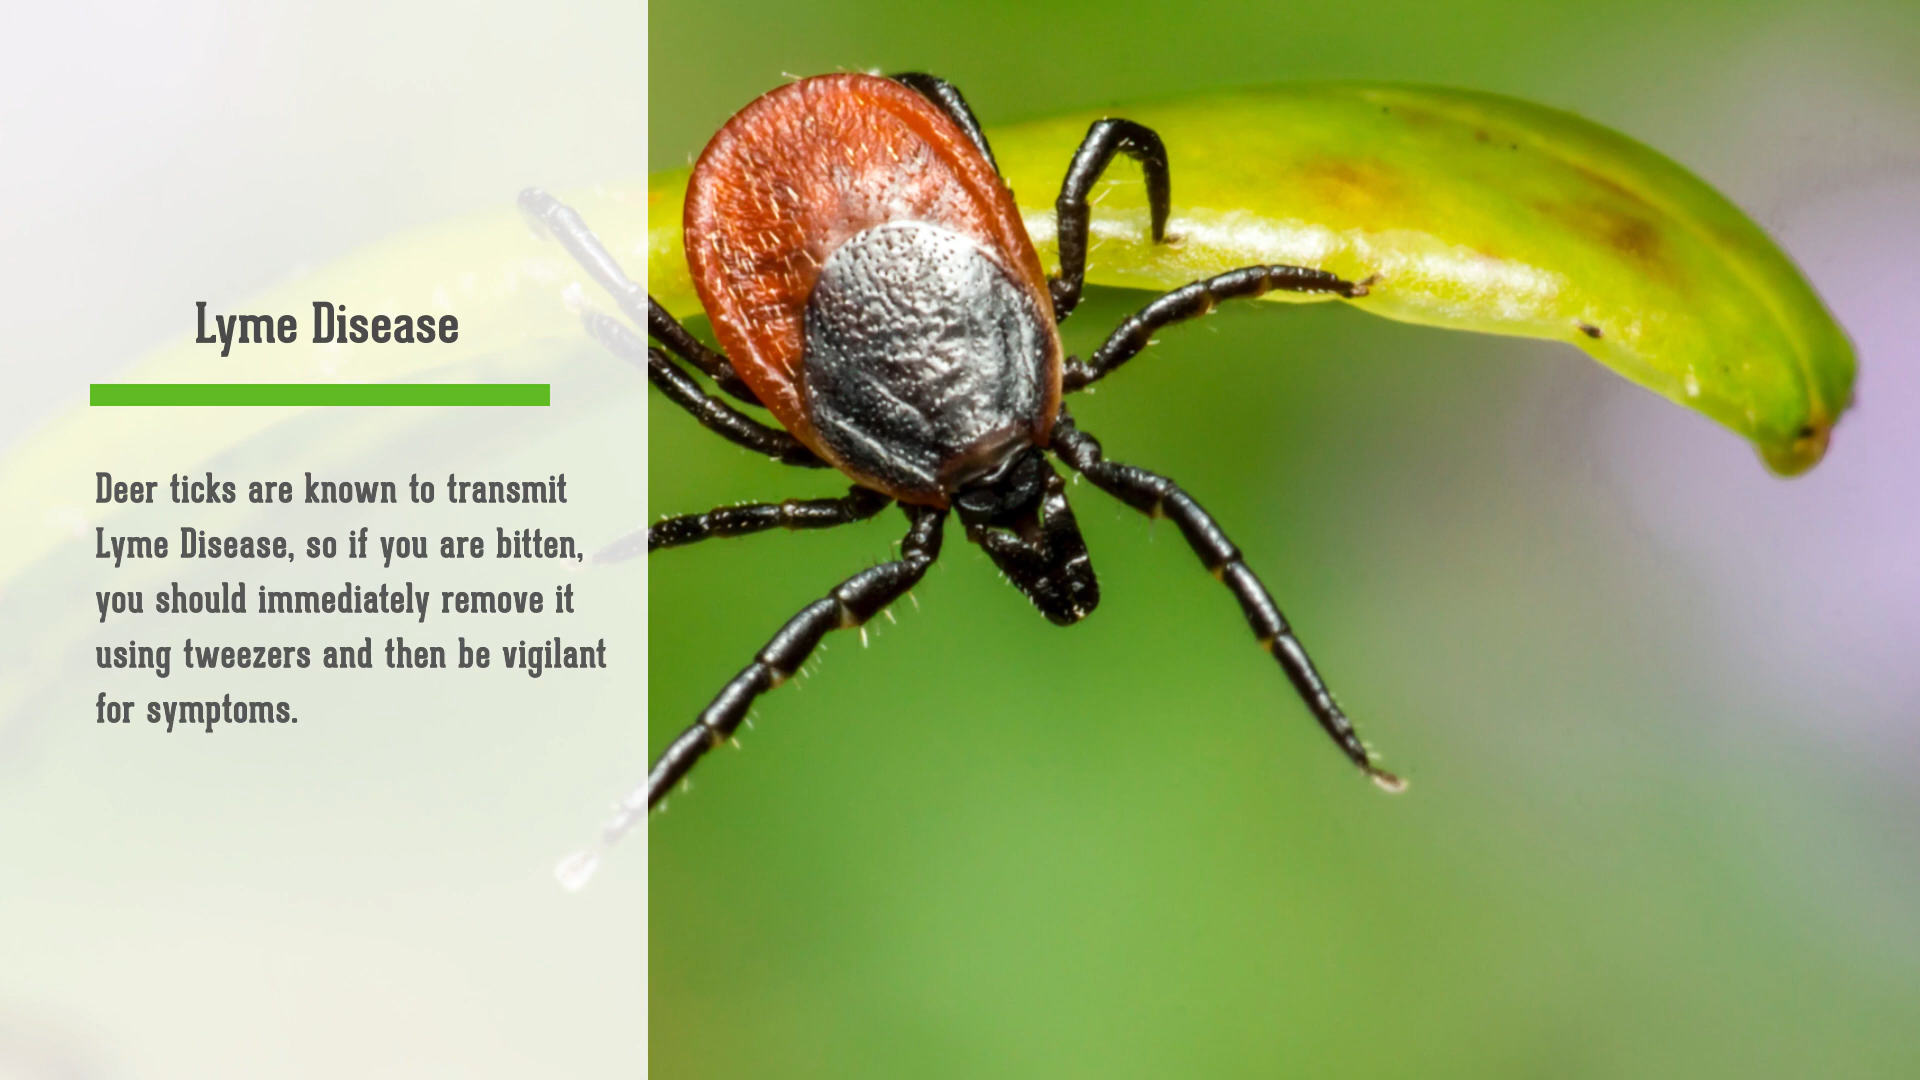 Lyme Disease
Deer ticks are known to transmit
Lyme Disease, so if you are bitten,
you should immediately remove it
using tweezers and then be vigilant
for symptoms.